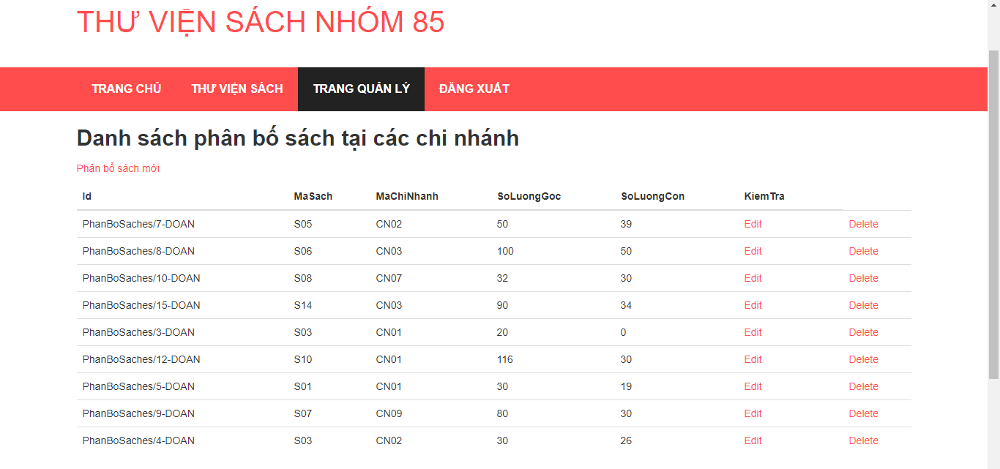 THƯ VIỆN SÁCH NHÓM 85
TRANG CHỦ THƯ VIỆN SÁCH TRANG QUẢN LÝ ĐĂNG XUẤT
Danh sách phân bố sách tại các chi nhánh
Phân bổ sách mới
Id MaSach MaChiNhanh SoLuongGoc SoLuongCon KiemTra
PhanBoSaches/7-DOAN S05 CN02 50 39 Edit Delete
PhanBoSaches/8-DOAN S06 CN03 100 50 Edit Delete
PhanBoSaches/10-DOAN S08 CN07 32 30 Edit Delete
PhanBoSaches/15-DOAN S14 CN03 90 34 Edit Delete
PhanBoSaches/3-DOAN S03 CN01 20 0 Edit Delete
PhanBoSaches/12-DOAN S10 CN01 116 30 Edit Delete
PhanBoSaches/5-DOAN S01 CN01 30 19 Edit Delete
PhanBoSaches/9-DOAN S07 CN09 80 30 Edit Delete
PhanBoSaches/4-DOAN S03 CN02 30 26 Edit Delete